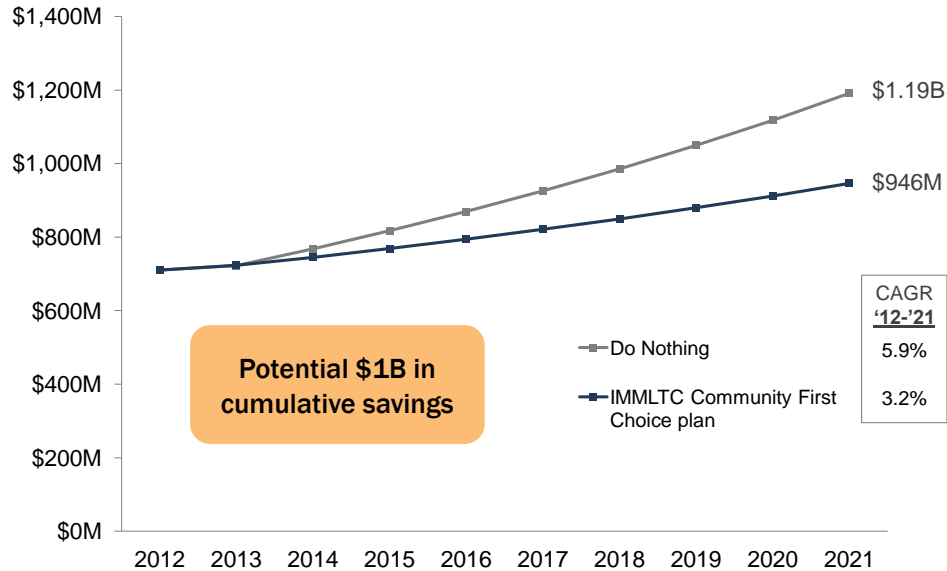 $1,400M
$1,200M
$1,000M
$800M
$600M
$400M
$200M
$0M
$1.19B
$946M
CAGR
‘12-’21
5.9%
3.2%
Do Nothing
IMMLTC Community First
Choice plan
Potential $1B in
cumulative savings
2012 2013 2014 2015 2016 2017 2018 2019 2020 2021